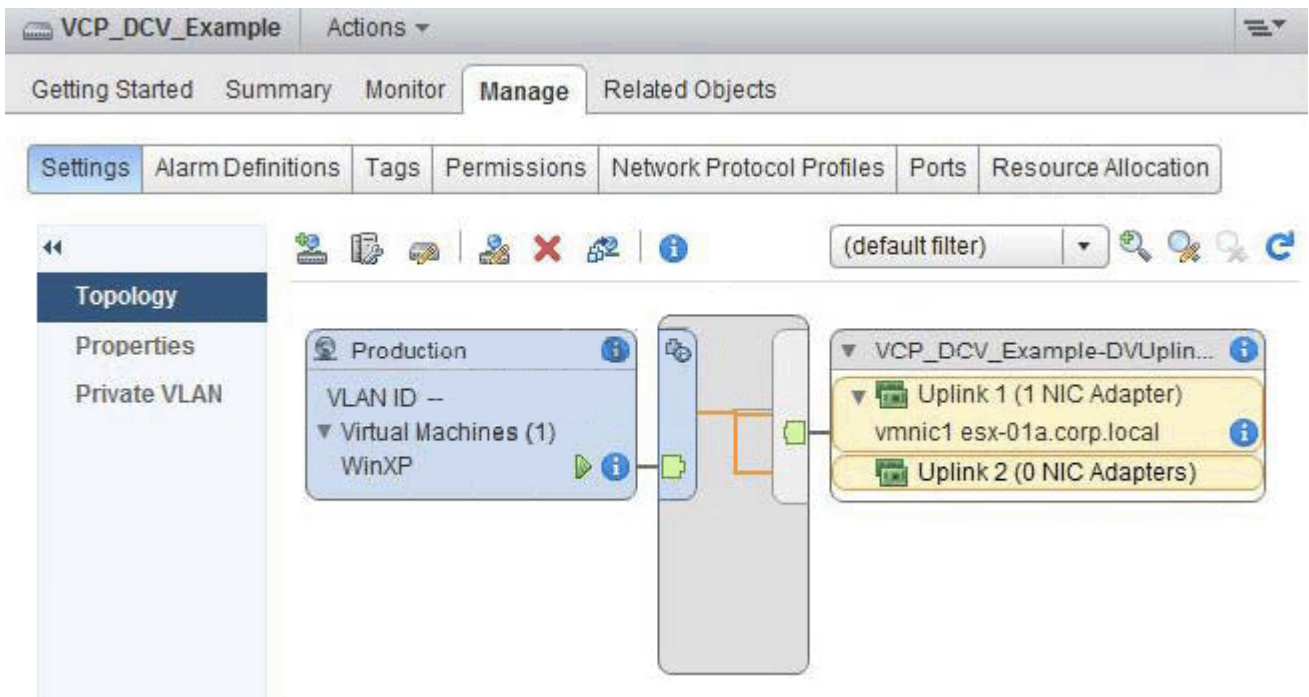 VCP_DCV_Example Actions
Getting Started Summary Monitor Manage Related Objects
Settings Alarm Definitions Tags Permissions Network Protocol Profiles Ports Resource Allocation
(default filter)
Topology
Properties
Private VLAN
Production
VLAN ID --
Virtual Machines (1)
WinXP
VCP_DCV_Example-DVUplin...
Uplink 1 (1 NIC Adapter)
vmnic1 esx-01a.corp.local
Uplink 2 (0 NIC Adapters)